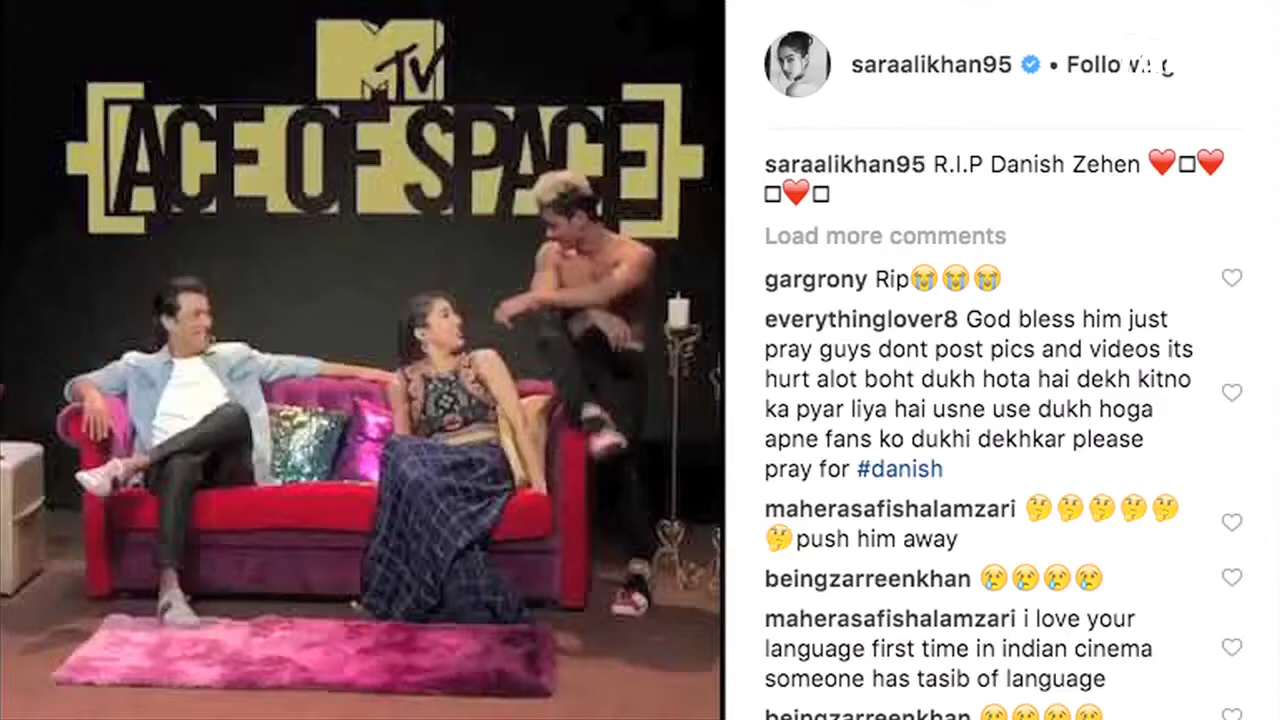 MTV
ACE OF SPACE
saraalikhan95 • Following
saraalikhan95 R.I.P Danish Zehen ❤️□❤️
□❤️□
Load more comments
gargrony Rip😭😭😭
everythinglover8 God bless him just
pray guys dont post pics and videos its
hurt alot boht dukh hota hai dekh kitno
ka pyar liya hai usne use dukh hoga
apne fans ko dukhi dekhkar please
pray for #danish
maherasafishalamzari 🤔🤔🤔🤔🤔
🤔push him away
beingzarreenkhan 😢😢😢😢
maherasafishalamzari i love your
language first time in indian cinema
someone has tasib of language
beingzarreenkhan 😢😢😢😢